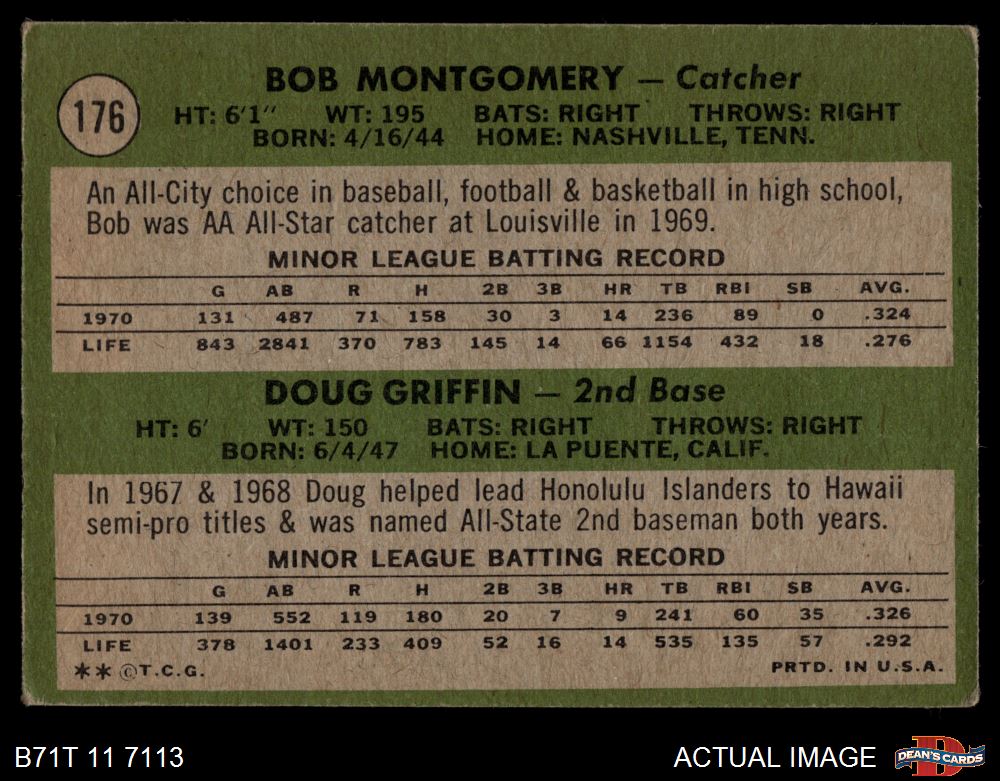 176
BOB MONTGOMERY — Catcher
HT: 6'1" WT: 195 BATS: RIGHT THROWS: RIGHT
BORN: 4/16/44 HOME: NASHVILLE, TENN.
An All-City choice in baseball, football & basketball in high school,
Bob was AA All-Star catcher at Louisville in 1969.
MINOR LEAGUE BATTING RECORD
G AB R H 2B 3B HR TB RBI SB AVG.
1970 131 487 71 158 30 3 14 236 89 0 .324
LIFE 843 2841 370 783 145 14 66 1154 432 18 .276
DOUG GRIFFIN — 2nd Base
HT: 6' WT: 150 BATS: RIGHT THROWS: RIGHT
BORN: 6/4/47 HOME: LA PUENTE, CALIF.
In 1967 & 1968 Doug helped lead Honolulu Islanders to Hawaii
semi-pro titles & was named All-State 2nd baseman both years.
MINOR LEAGUE BATTING RECORD
G AB R H 2B 3B HR TB RBI SB AVG.
1970 139 552 119 180 20 7 9 241 60 35 .326
LIFE 378 1401 233 409 52 16 14 535 135 57 .292
** ©T.C.G. PRTD. IN U.S.A.
B71T 11 7113 ACTUAL IMAGE D DEAN'S CARDS